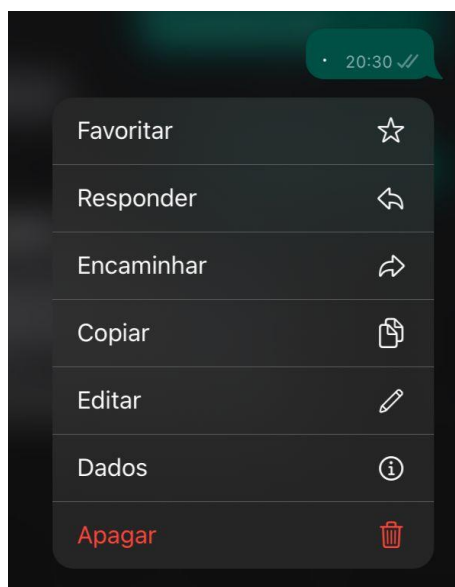 · 20:30
Favoritar
Responder
Encaminhar
Copiar
Editar
Dados
Apagar